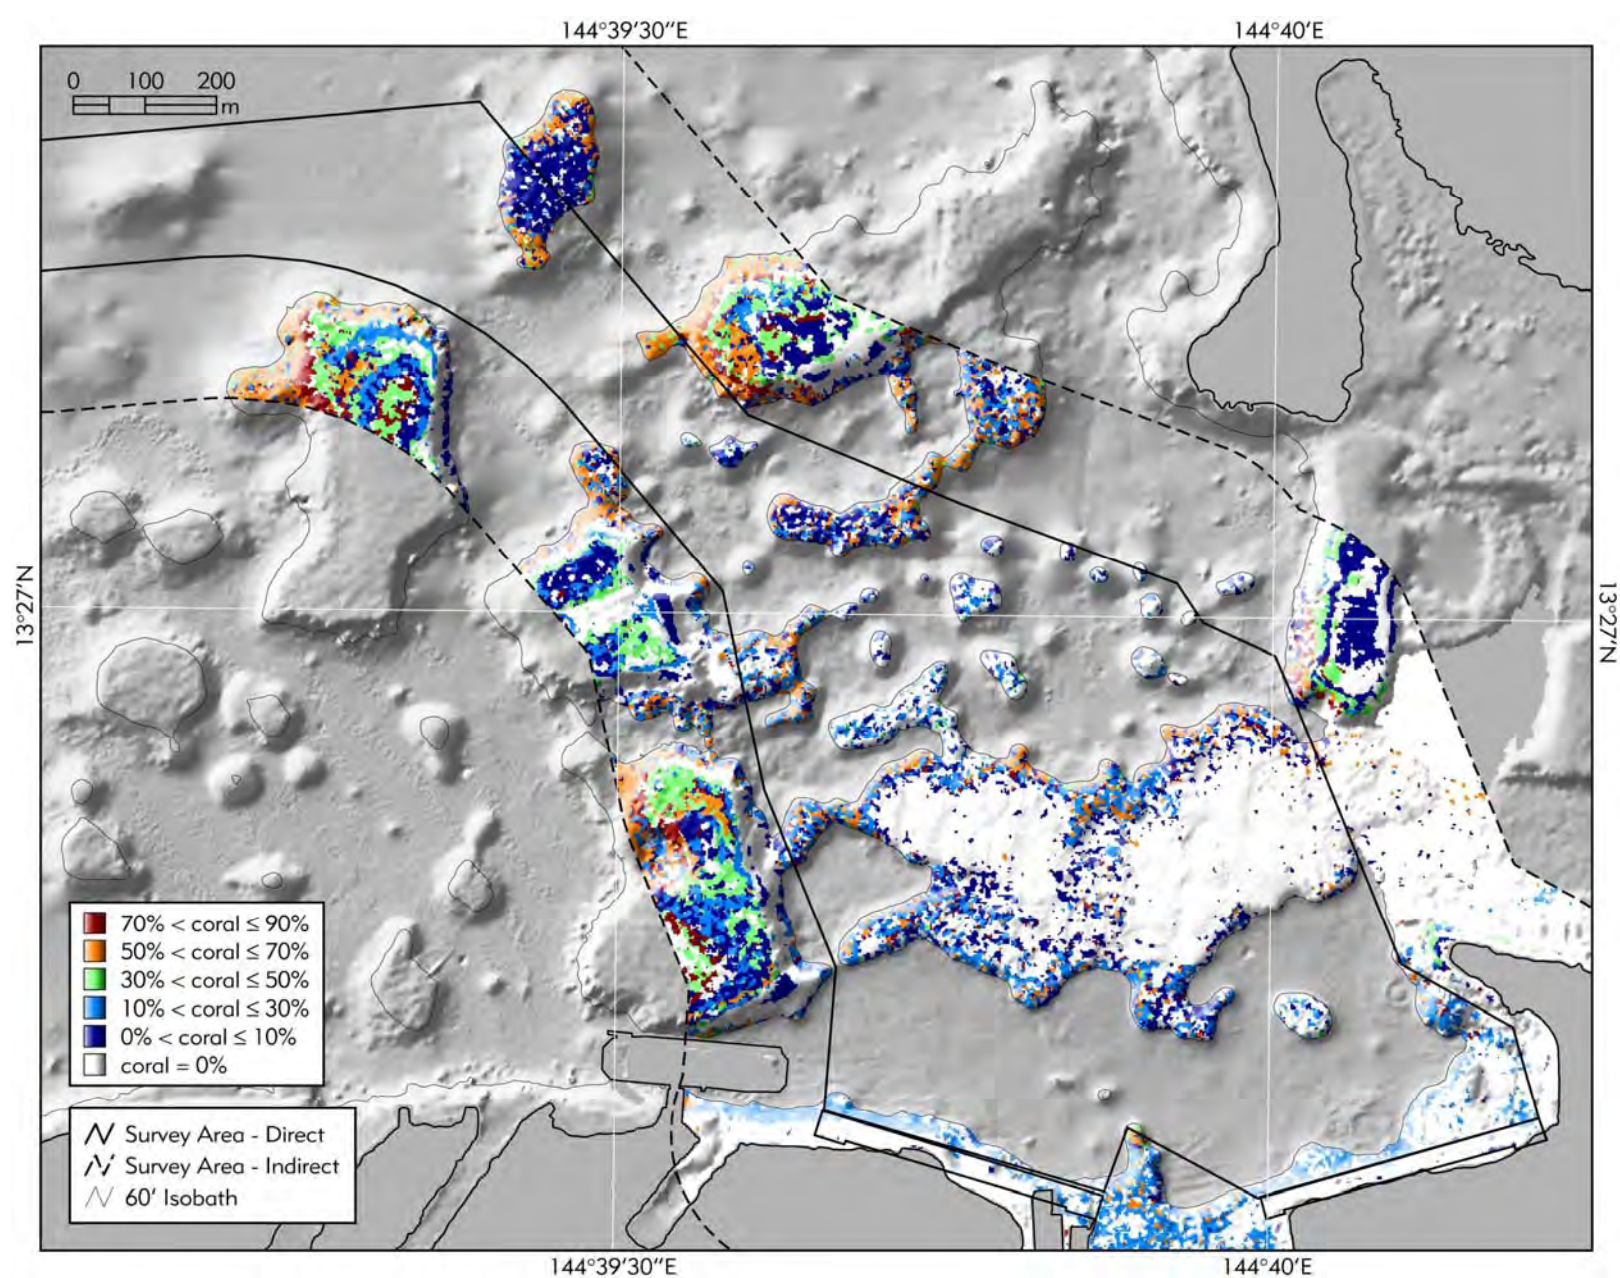 144°39'30"E
144°40'E
0 100 200
m
13°27'N
13°27'N
70% < coral ≤ 90%
50% < coral ≤ 70%
30% < coral ≤ 50%
10% < coral ≤ 30%
0% < coral ≤ 10%
coral = 0%
Survey Area - Direct
Survey Area - Indirect
60' Isobath
144°39'30"E
144°40'E